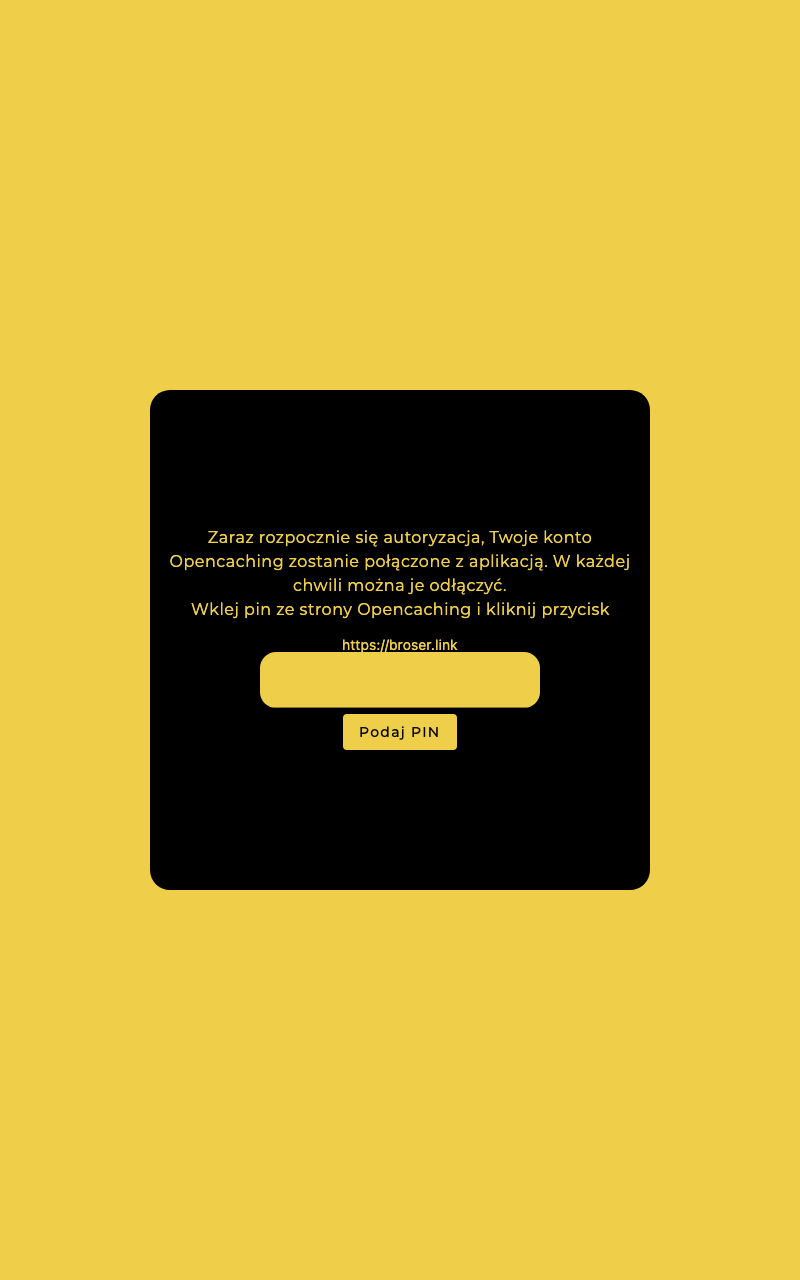 Zaraz rozpocznie się autoryzacja, Twoje konto
Opencaching zostanie połączone z aplikacją. W każdej
chwili można je odłączyć.
Wklej pin ze strony Opencaching i kliknij przycisk
https://broser.link
Podaj PIN